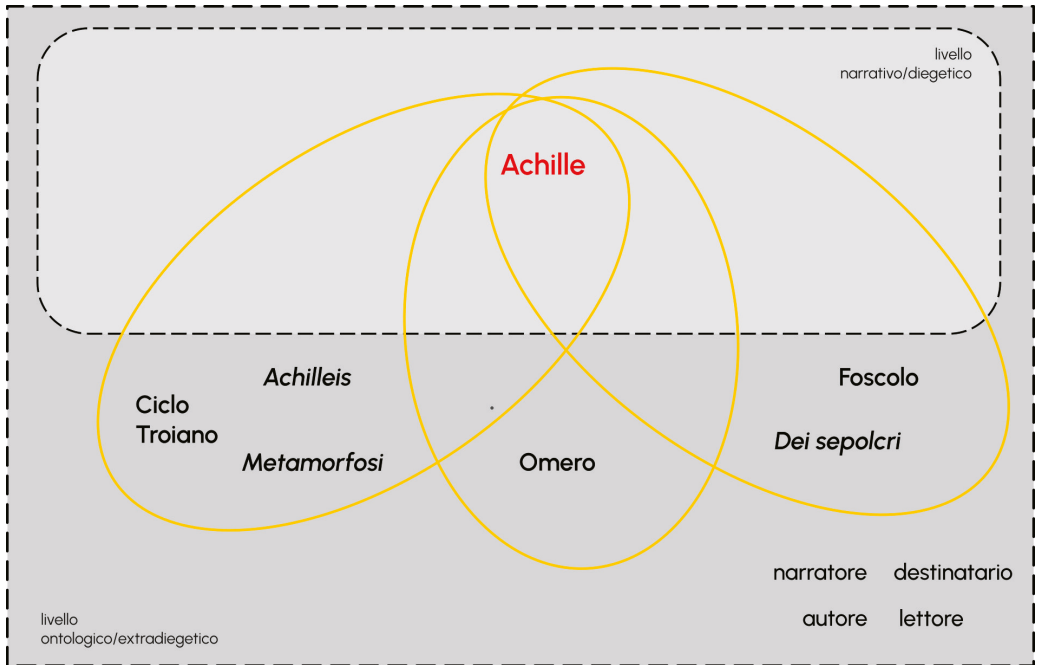 livello
narrativo/diegetico
Achille
Achilleis
Ciclo
Troiano
Metamorfosi
Omero
Foscolo
Dei sepolcri
narratore destinatario
autore lettore
livello
ontologico/extradiegetico